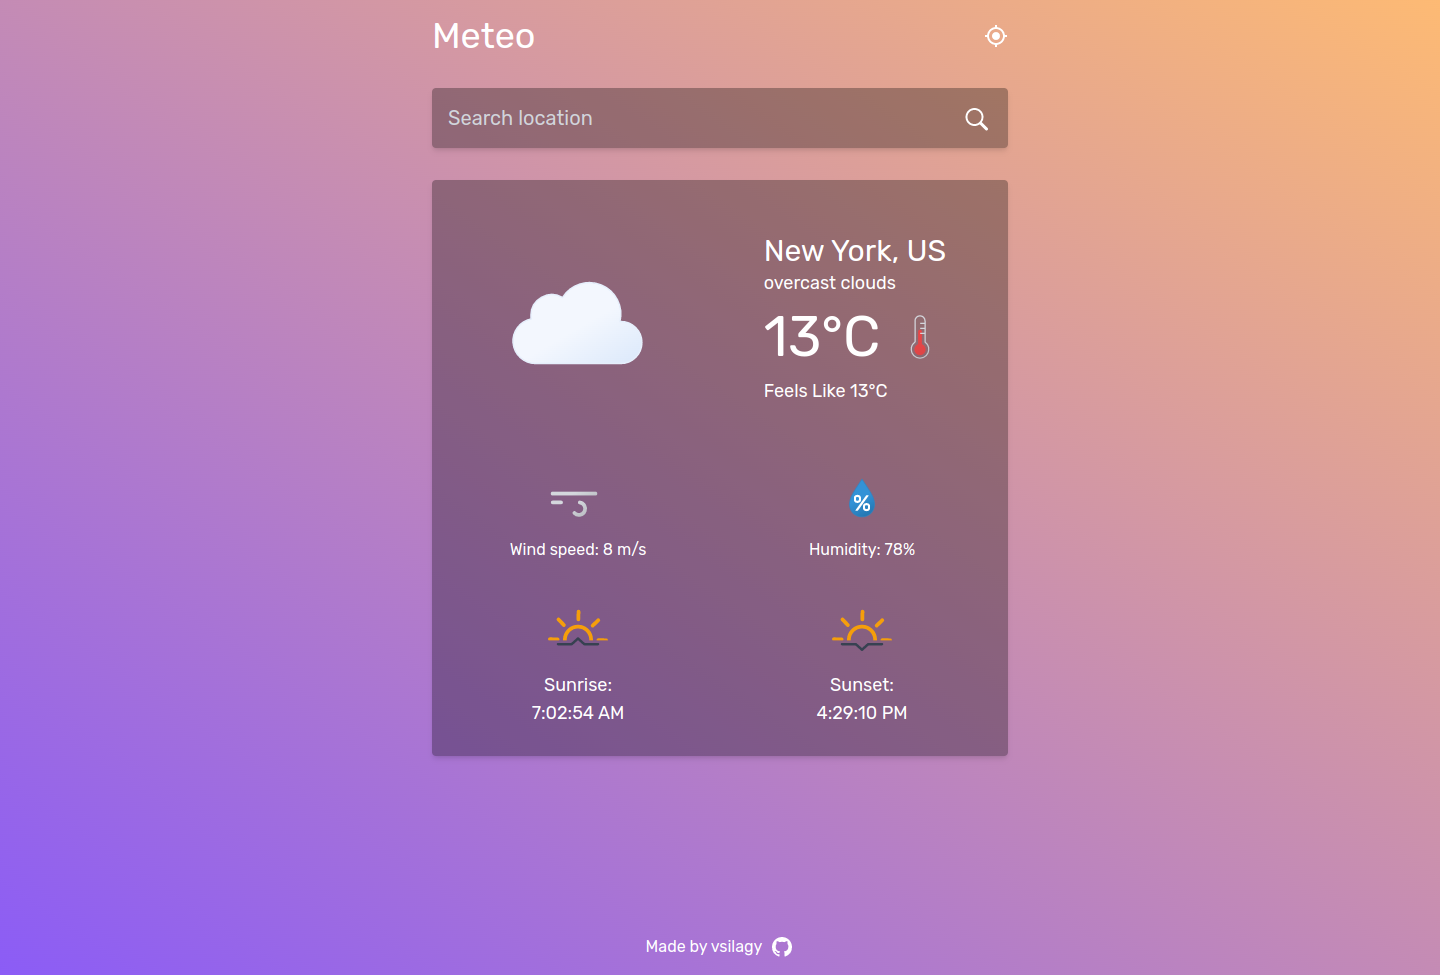 Meteo
Search location
New York, US
overcast clouds
13°C
Feels Like 13°C
%
Wind speed: 8 m/s
Humidity: 78%
Sunrise:
7:02:54 AM
Sunset:
4:29:10 PM
Made by vsilagy